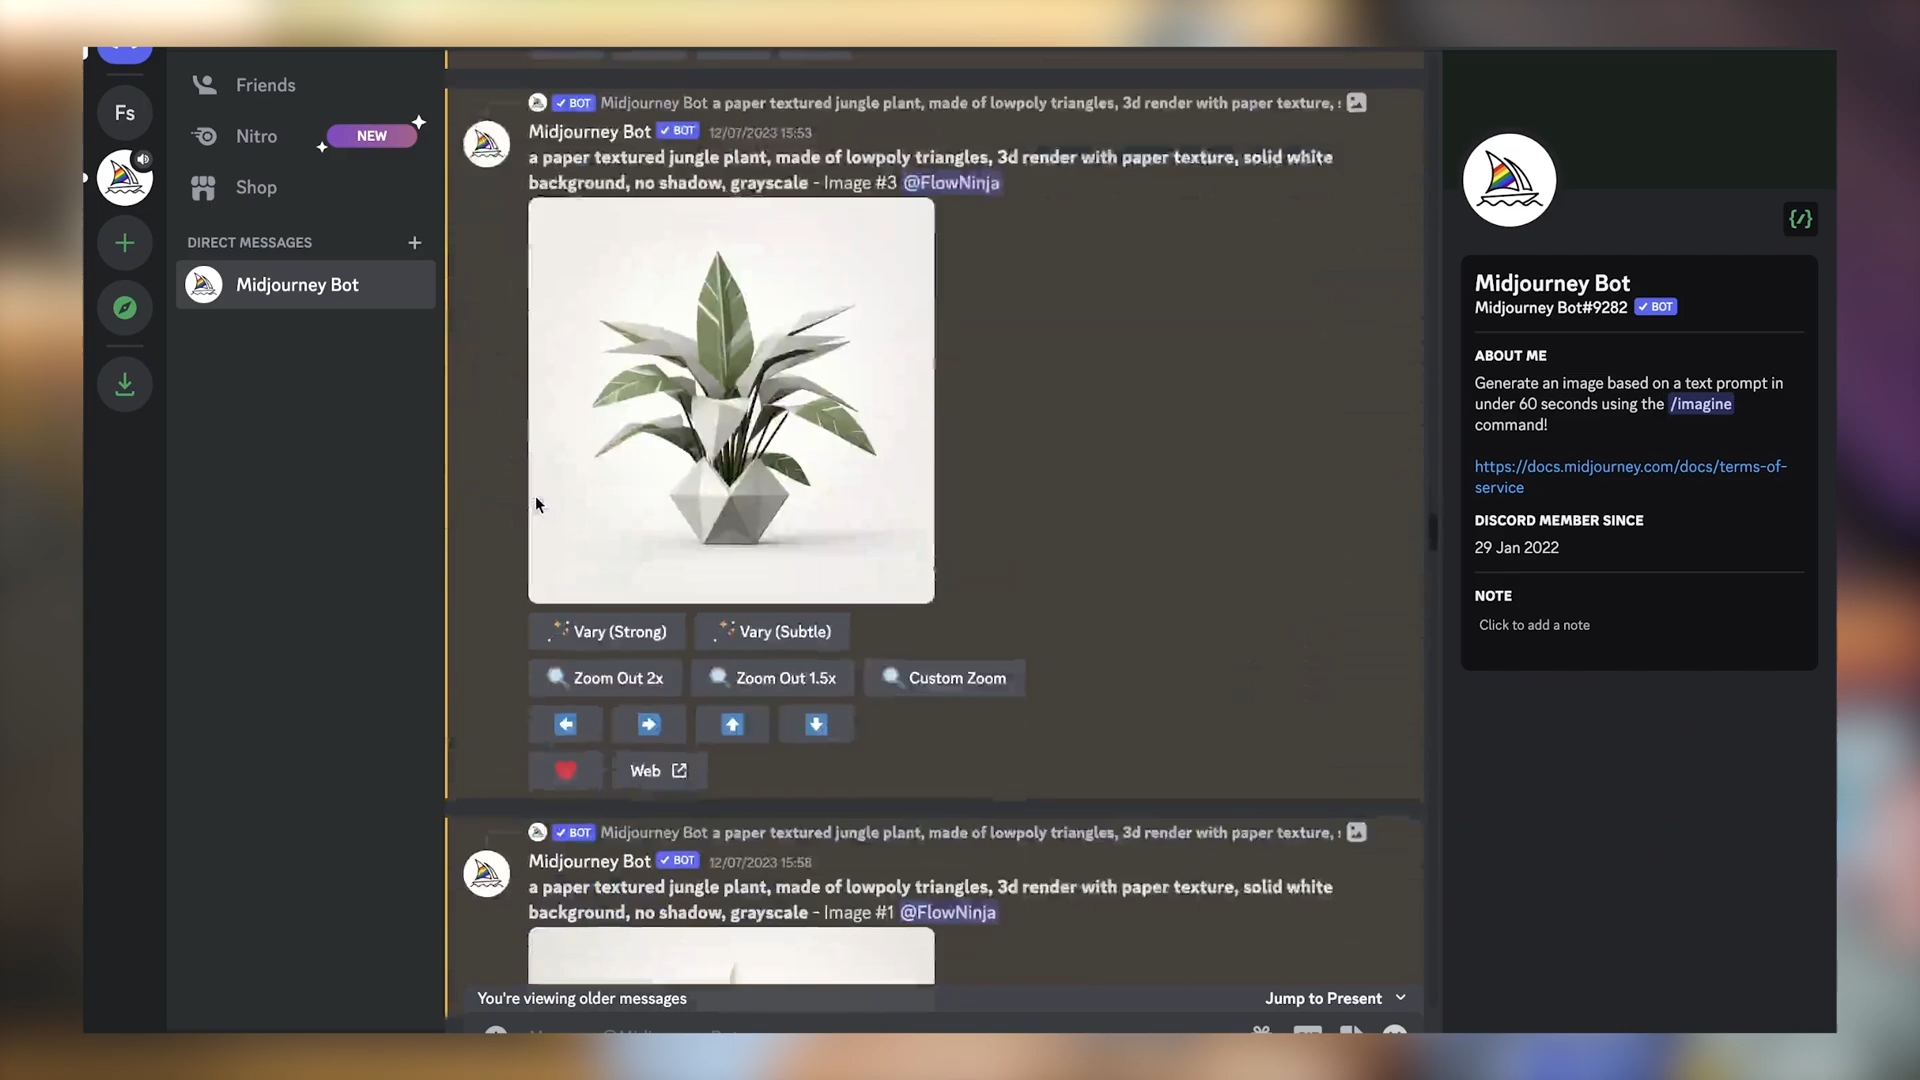 Fs
Friends
Nitro
NEW
Shop
DIRECT MESSAGES
Midjourney Bot
BOT Midjourney Bot a paper textured jungle plant, made of lowpoly triangles, 3d render with paper texture, :
Midjourney Bot BOT 12/07/2023 15:53
a paper textured jungle plant, made of lowpoly triangles, 3d render with paper texture, solid white
background, no shadow, grayscale - Image #3 @FlowNinja
Vary (Strong)
Vary (Subtle)
Zoom Out 2x
Zoom Out 1.5x
Custom Zoom
Web
BOT Midjourney Bot a paper textured jungle plant, made of lowpoly triangles, 3d render with paper texture, :
Midjourney Bot BOT 12/07/2023 15:58
a paper textured jungle plant, made of lowpoly triangles, 3d render with paper texture, solid white
background, no shadow, grayscale - Image #1 @FlowNinja
You're viewing older messages
Jump to Present
Midjourney Bot
Midjourney Bot#9282 BOT
ABOUT ME
Generate an image based on a text prompt in
under 60 seconds using the /imagine
command!
https://docs.midjourney.com/docs/terms-of-
service
DISCORD MEMBER SINCE
29 Jan 2022
NOTE
Click to add a note